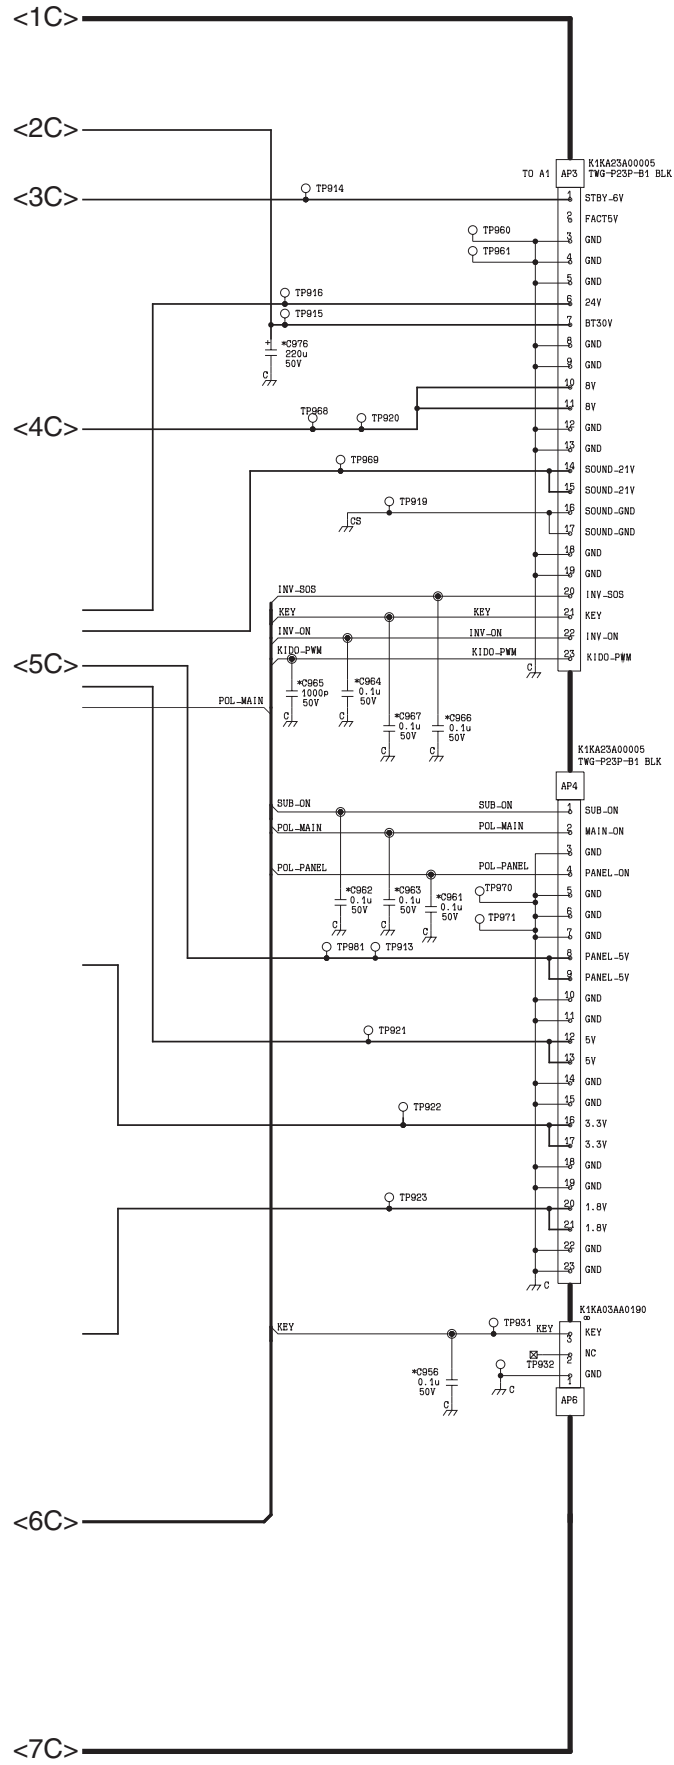 <1C>
<2C>
K1KA23A00005
TO A1 AP3 TWG-P23P-B1 BLK
<3C> TP914 1 STBY-6V
2 FACT5V
TP960 3 GND
TP961 4 GND
5 GND
TP916 6 24V
TP915 7 BT30V
+ *C976 8 GND
220u
50V 9 GND
C
10 8V
TP968 11 8V
<4C> TP920 12 GND
13 GND
TP969 14 SOUND-21V
15 SOUND-21V
TP919 16 SOUND-GND
CS 17 SOUND-GND
18 GND
19 GND
INV-SOS 20 INV-SOS
KEY KEY 21 KEY
INV-ON INV-ON 22 INV-ON
<5C> KIDO-PWM KIDO-PWM 23 KIDO-PWM
C
*C965 *C964
1000p 0.1u
50V 50V
POL-MAIN
C C
*C967 *C966
0.1u 0.1u
50V 50V
C C
K1KA23A00005
TWG-P23P-B1 BLK
AP4
SUB-ON SUB-ON 1 SUB-ON
POL-MAIN POL-MAIN 2 MAIN-ON
3 GND
POL-PANEL POL-PANEL 4 PANEL-ON
*C962 *C963 *C961 TP970 5 GND
0.1u 0.1u 0.1u
50V 50V 50V 6 GND
TP971
C C C 7 GND
TP981 TP913 8 PANEL-5V
9 PANEL-5V
10 GND
11 GND
TP921 12 5V
13 5V
14 GND
15 GND
TP922 16 3.3V
17 3.3V
18 GND
19 GND
TP923 20 1.8V
21 1.8V
22 GND
23 GND
C
K1KA03AA0190
KEY TP931 KEY 3 KEY
TP932 2 NC
*C956
0.1u
50V
1 GND
C
C
AP6
<6C>
<7C>